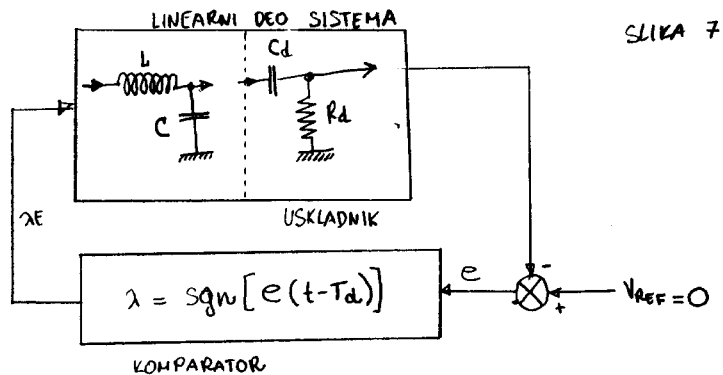 LINEARNI DEO SISTEMA
SLIKA 7
L
Cd
C
Rd
λE
USKLADNIK
λ = sgn[e(t-Td)]
e
-
+
VREF=0
KOMPARATOR